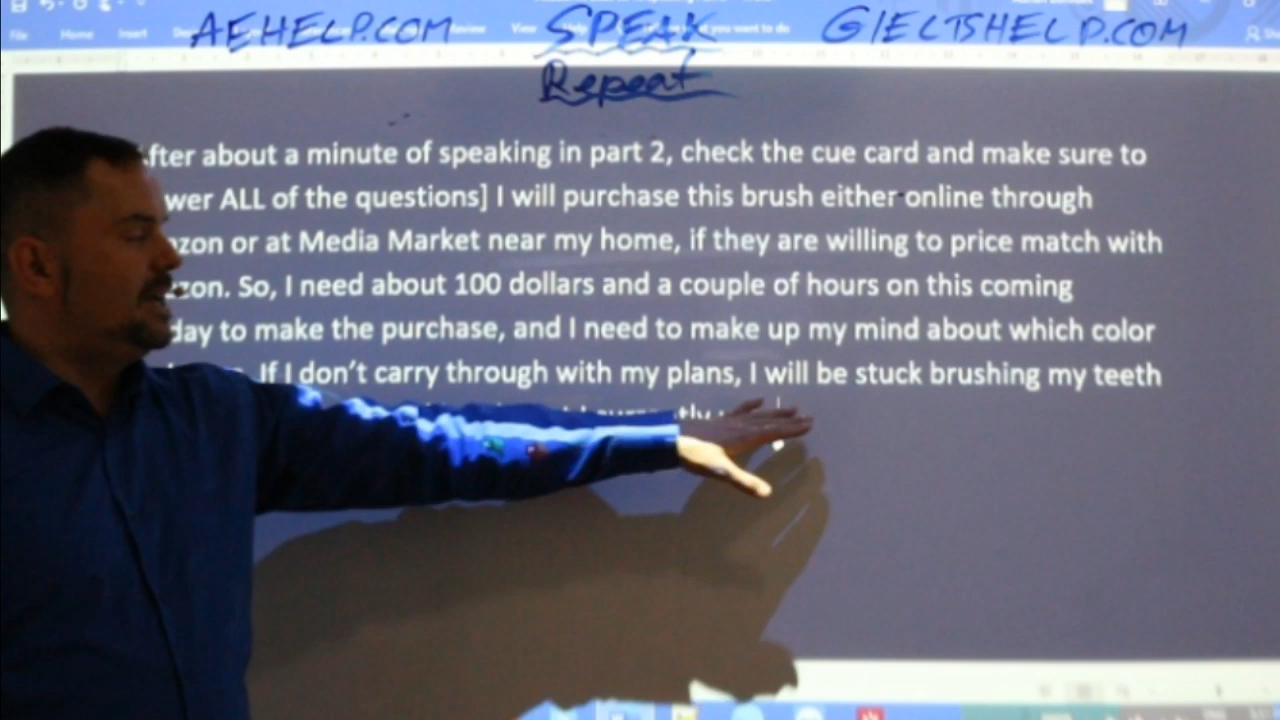 File Home Insert View
AEHELP.COM SPEAK GIELTSHELP.COM
Repeat
fter about a minute of speaking in part 2, check the cue card and make sure to
wer ALL of the questions] I will purchase this brush either online through
zon or at Media Market near my home, if they are willing to price match with
zon. So, I need about 100 dollars and a couple of hours on this coming
day to make the purchase, and I need to make up my mind about which color
If I don't carry through with my plans, I will be stuck brushing my teeth